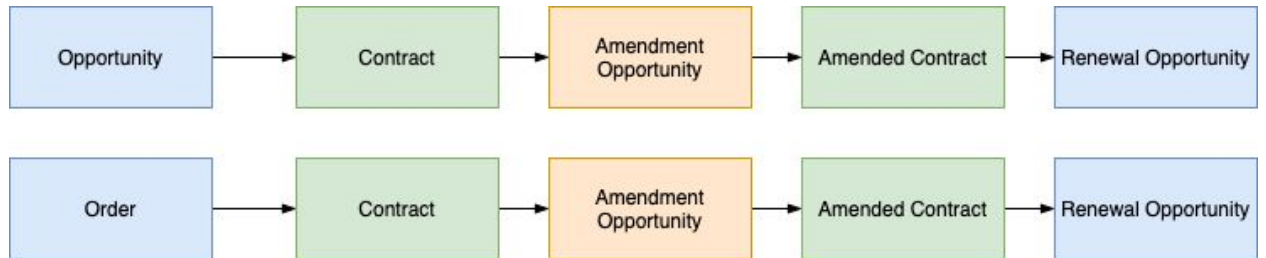 Opportunity
Contract
Amendment
Opportunity
Amended Contract
Renewal Opportunity
Order
Contract
Amendment
Opportunity
Amended Contract
Renewal Opportunity